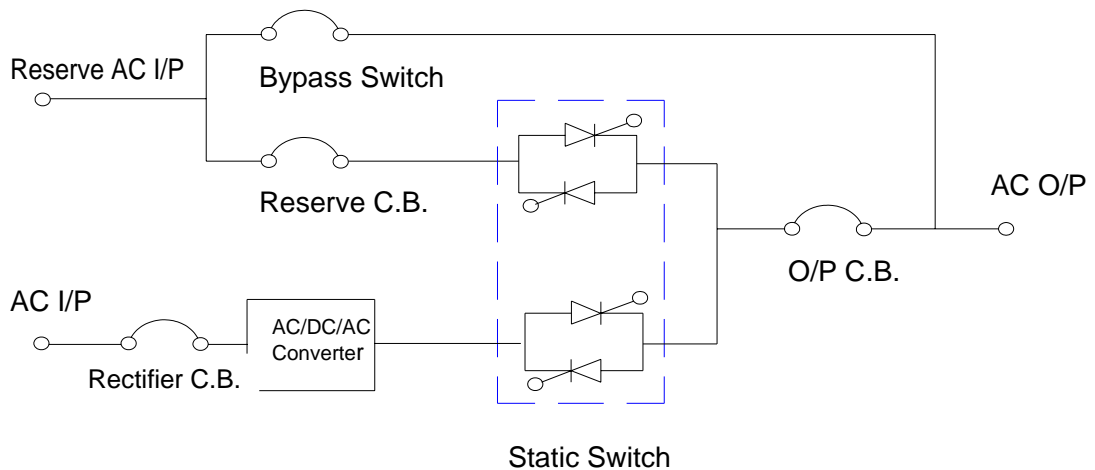 Reserve AC I/P
Bypass Switch
Reserve C.B.
AC O/P
O/P C.B.
AC I/P
AC/DC/AC
Converter
Rectifier C.B.
Static Switch